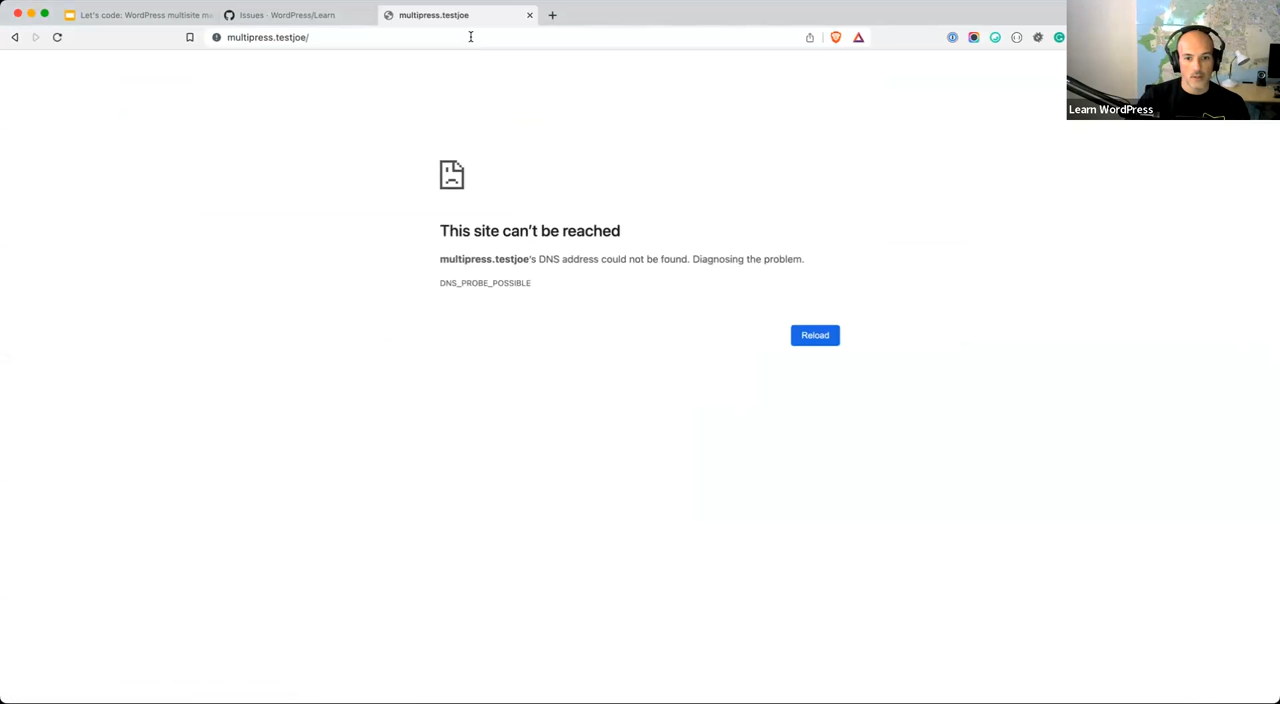 Let's code: WordPress multisite mu
Issues · WordPress/Learn
multipress.testjoe
multipress.testjoe/
Learn WordPress
This site can't be reached
multipress.testjoe's DNS address could not be found. Diagnosing the problem.
DNS_PROBE_POSSIBLE
Reload